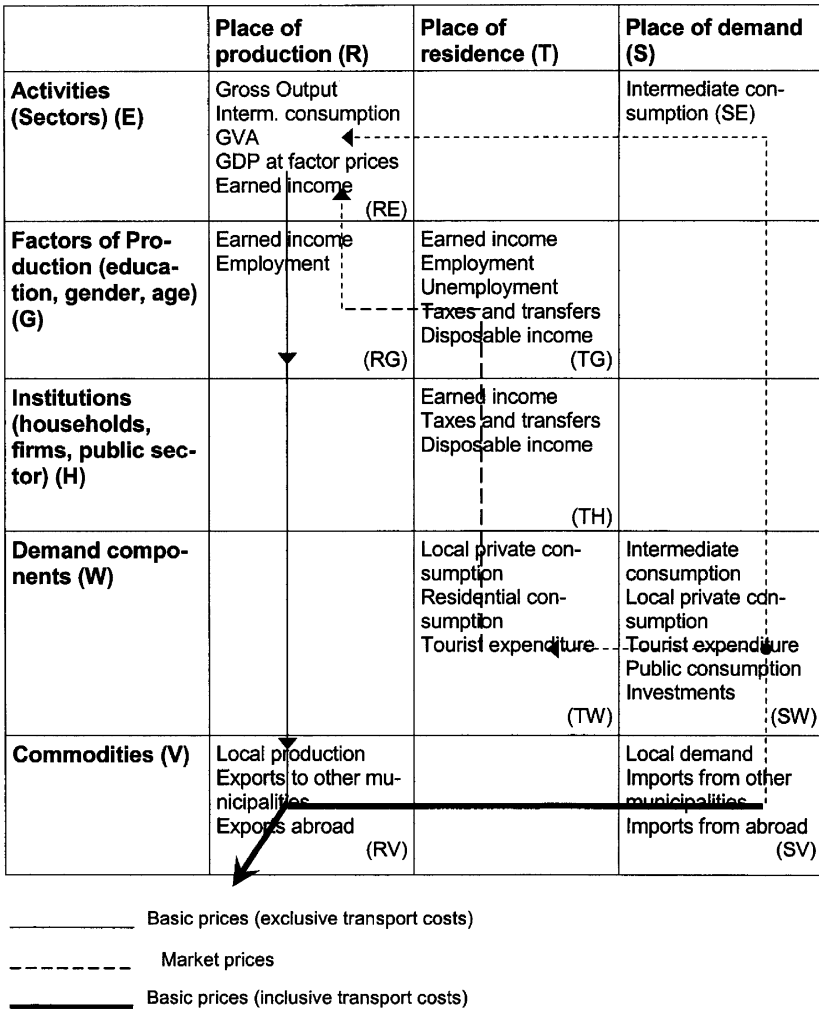 Place of
production (R)
Place of
residence (T)
Place of demand
(S)
Activities
(Sectors) (E)
Gross Output
Interm. consumption
GVA
GDP at factor prices
Earned income
(RE)
Intermediate con-
sumption (SE)
Factors of Pro-
duction (educa-
tion, gender, age)
(G)
Earned income
Employment
(RG)
Earned income
Employment
Unemployment
Taxes and transfers
Disposable income
(TG)
Institutions
(households,
firms, public sec-
tor) (H)
Earned income
Taxes and transfers
Disposable income
(TH)
Demand compo-
nents (W)
Local private con-
sumption
Residential con-
sumption
Tourist expenditure
(TW)
Intermediate
consumption
Local private con-
sumption
Tourist expenditure
Public consumption
Investments
(SW)
Commodities (V)
Local production
Exports to other mu-
nicipalities
Exports abroad
(RV)
Local demand
Imports from other
municipalities
Imports from abroad
(SV)
Basic prices (exclusive transport costs)
Market prices
Basic prices (inclusive transport costs)